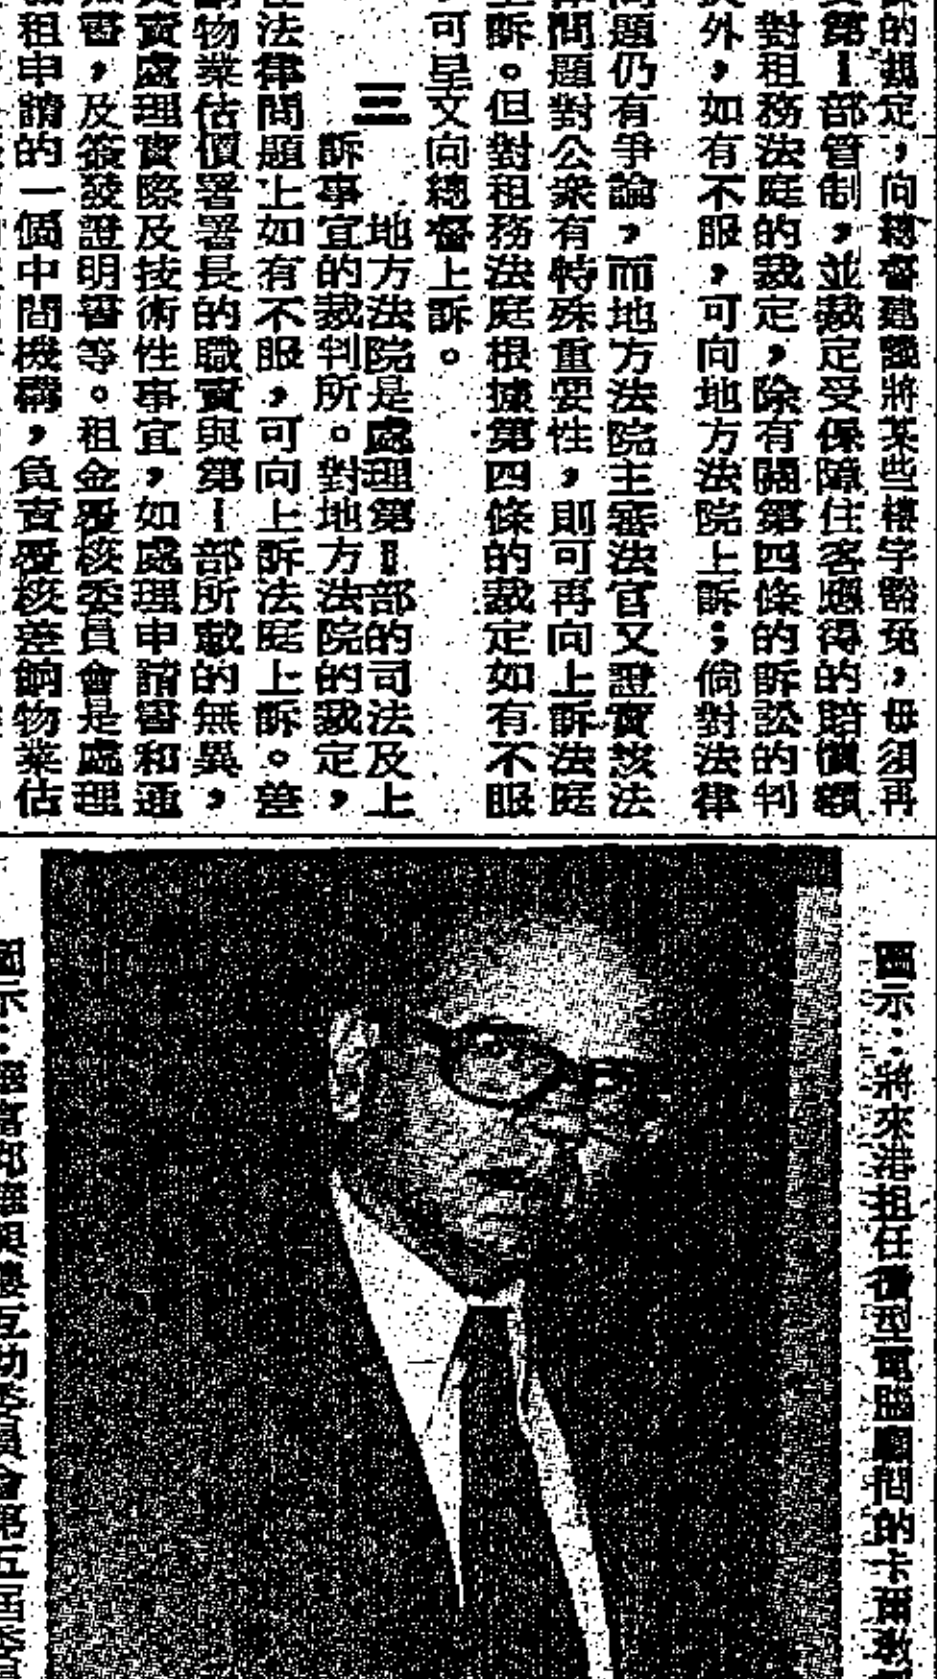 的規定，向總督建議將某些樓宇豁免，毋須再
第I部管制，並裁定受保障住客應得的賠償額
對租務法庭的裁定，除有關第四條的訴訟的判
外，如有不服，可向地方法院上訴；倘對法律
問題仍有爭論，而地方法院主審法官又證實該法
律問題對公衆有特殊重要性，則可再向上訴法庭
上訴。但對租務法庭根據第四條的裁定如有不服
，可呈文向總督上訴。
三
地方法院是處理第II部的司法及上
訴事宜的裁判所。對地方法院的裁定，
在法律問題上如有不服，可向上訴法庭上訴。差
餉物業估價署署長的職責與第I部所載的無異，
負責處理實際及技術性事宜，如處理申請書和通
知書，及簽發證明書等。租金覆核委員會是處理
租申請的一個中間機構，負責覆核差餉物業估
圖示：將來港担任微型電腦顧問的卡爾教